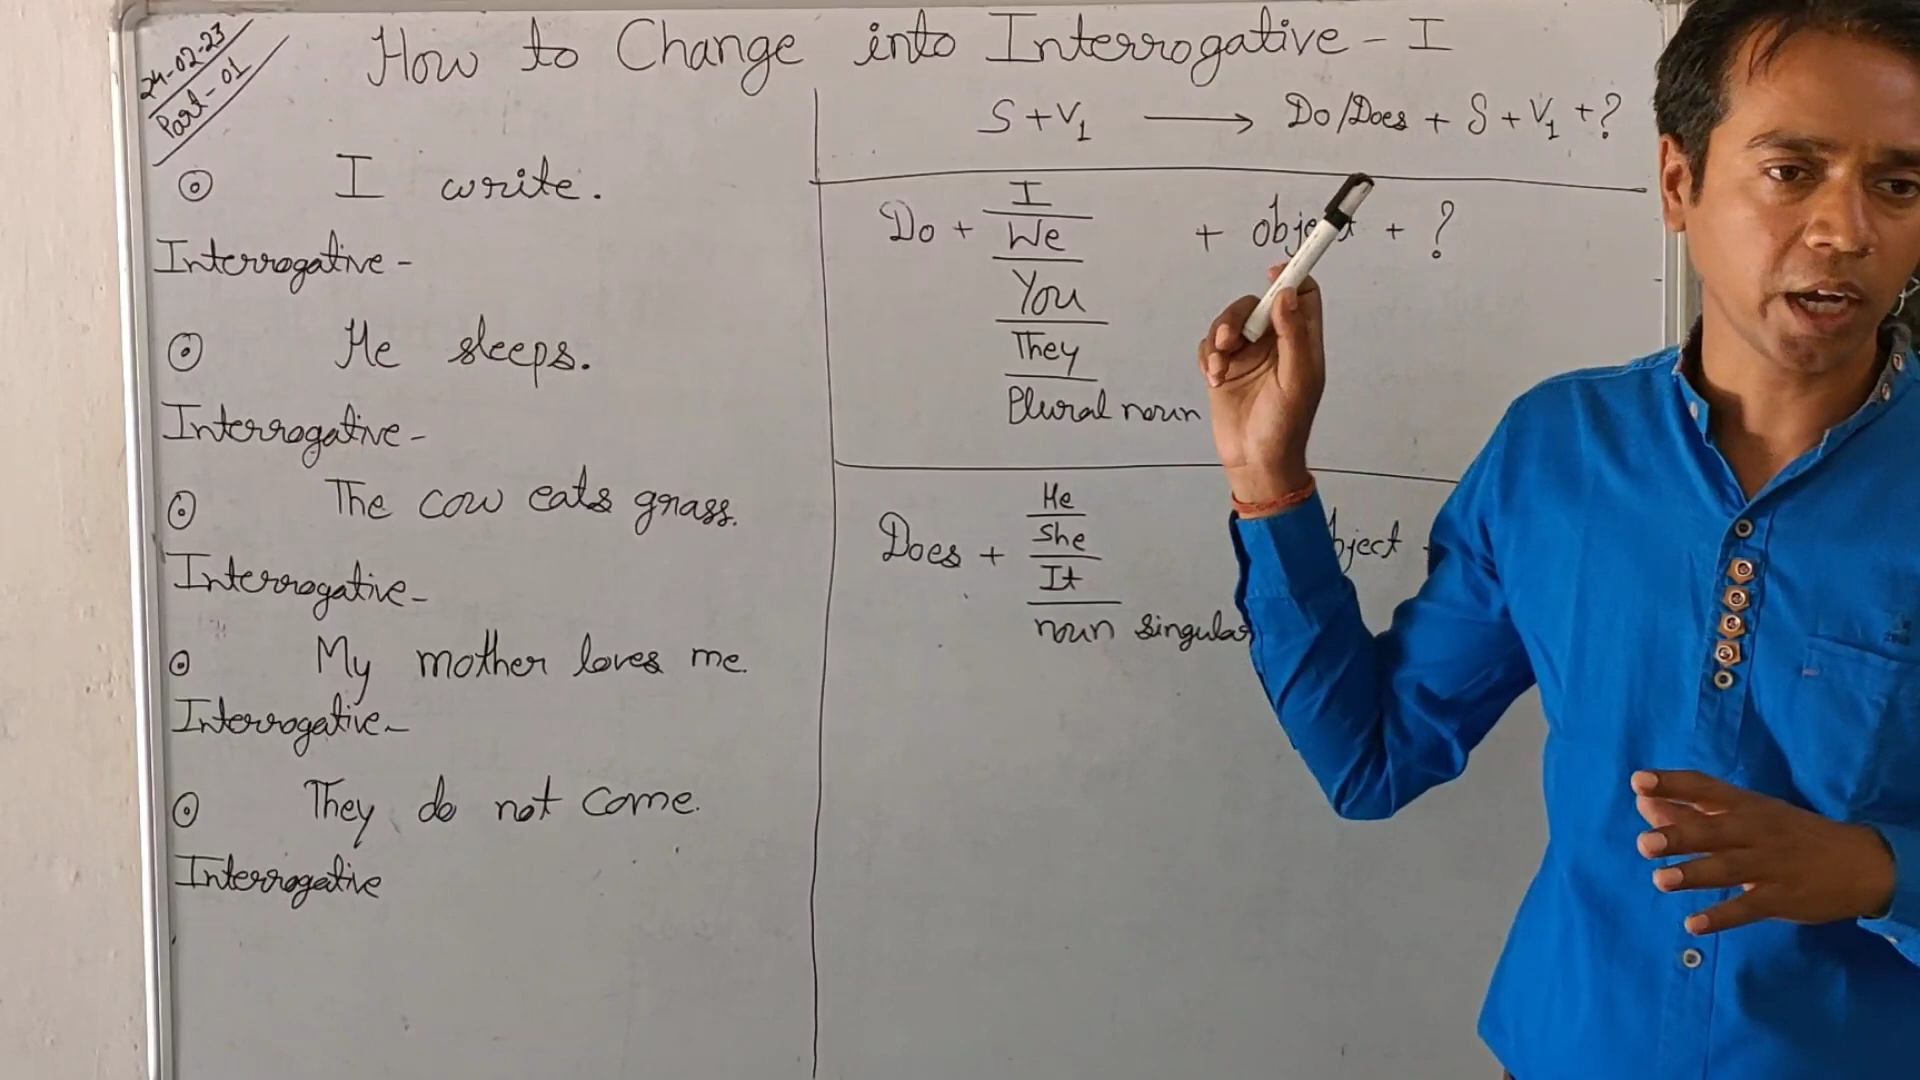 24-02-23
Part-01
How to Change into Interrogative - I
I write.
Interrogative -
He sleeps.
Interrogative -
The cow eats grass.
Interrogative -
My mother loves me.
Interrogative -
They do not come.
Interrogative
S + V1 → Do/Does + S + V1 + ?
Do + I + object + ?
We
You
They
Plural noun
He
She
Does + It
noun singular